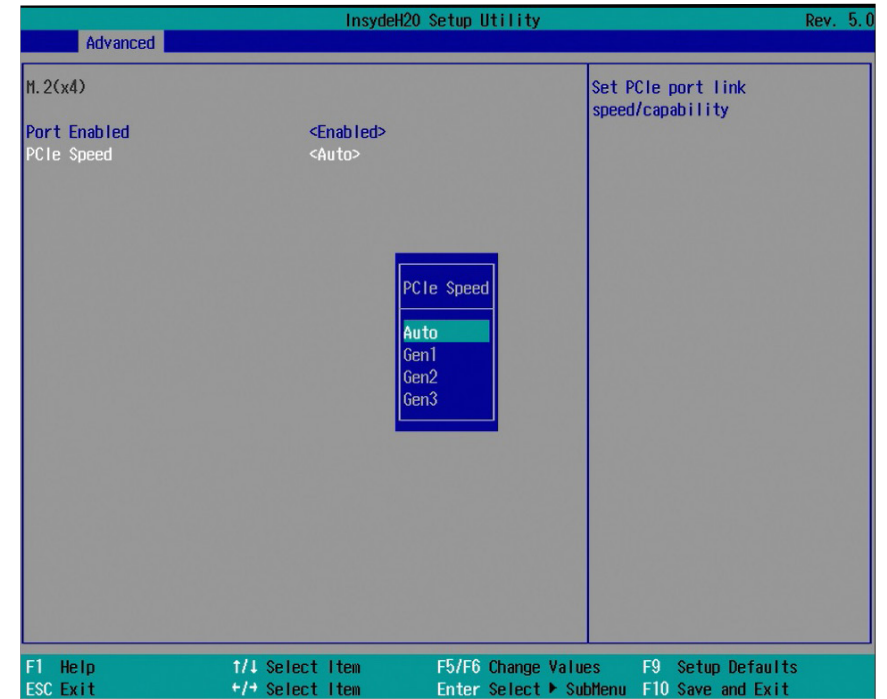 InsydeH20 Setup Utility Rev. 5.0
Advanced
M.2(x4)
Port Enabled <Enabled>
PCIe Speed <Auto>
Set PCIe port link
speed/capability
PCIe Speed
Auto
Gen1
Gen2
Gen3
F1 Help ↑/↓ Select Item F5/F6 Change Values F9 Setup Defaults
ESC Exit ←/→ Select Item Enter Select ▶ SubMenu F10 Save and Exit